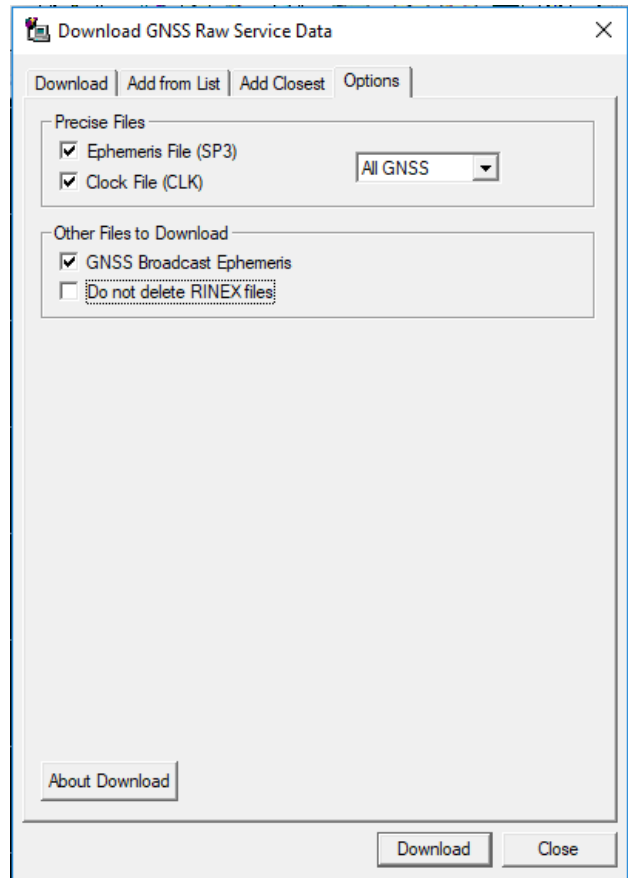 Download GNSS Raw Service Data
Download Add from List Add Closest Options
Precise Files
Ephemeris File (SP3)
All GNSS
Clock File (CLK)
Other Files to Download
GNSS Broadcast Ephemeris
Do not delete RINEX files
About Download
Download Close